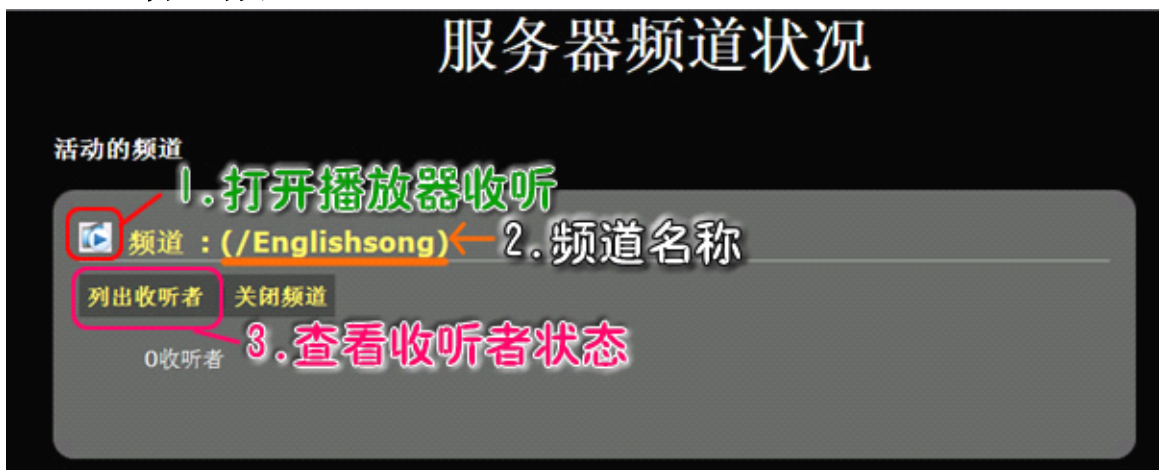 服务器频道状况
活动的频道
1.打开播放器收听
频道：(/Englishsong)
2.频道名称
列出收听者 关闭频道
0收听者
3.查看收听者状态